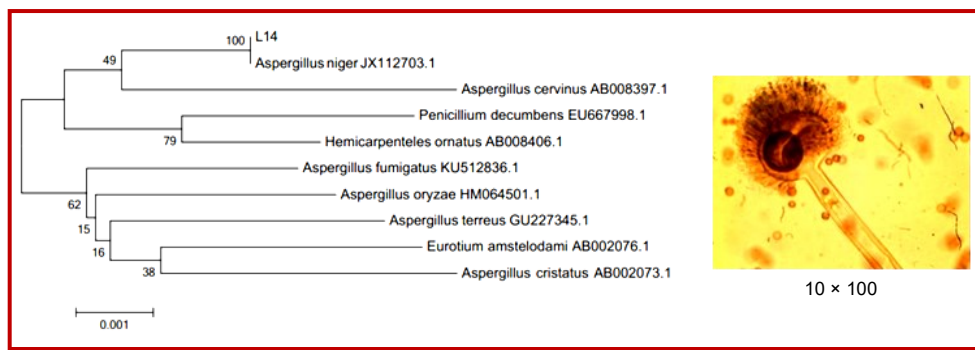 L14
100
Aspergillus niger JX112703.1
49
Aspergillus cervinus AB008397.1
Penicillium decumbens EU667998.1
79
Hemicarpenteles ornatus AB008406.1
Aspergillus fumigatus KU512836.1
62
Aspergillus oryzae HM064501.1
15
Aspergillus terreus GU227345.1
16
Eurotium amstelodami AB002076.1
38
Aspergillus cristatus AB002073.1
0.001
10 × 100